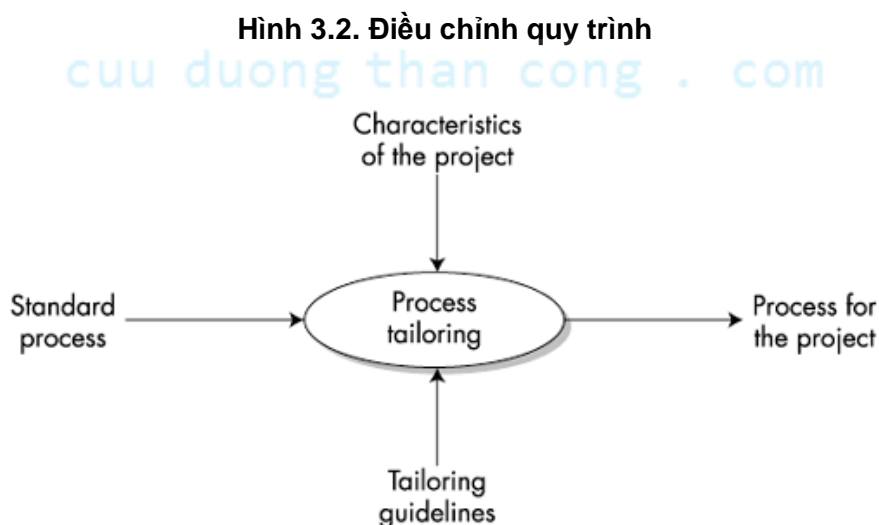 Hình 3.2. Điều chỉnh quy trình
cuu duong than cong . com
Characteristics
of the project
Standard
process
Process
tailoring
Process for
the project
Tailoring
guidelines